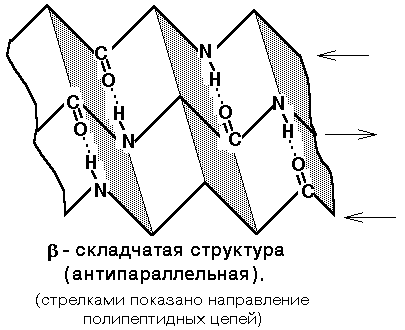 C N
O H
C H N
O O H
N C
H O
N C
β - складчатая структура
(антипараллельная).
(стрелками показано направление
полипептидных цепей)